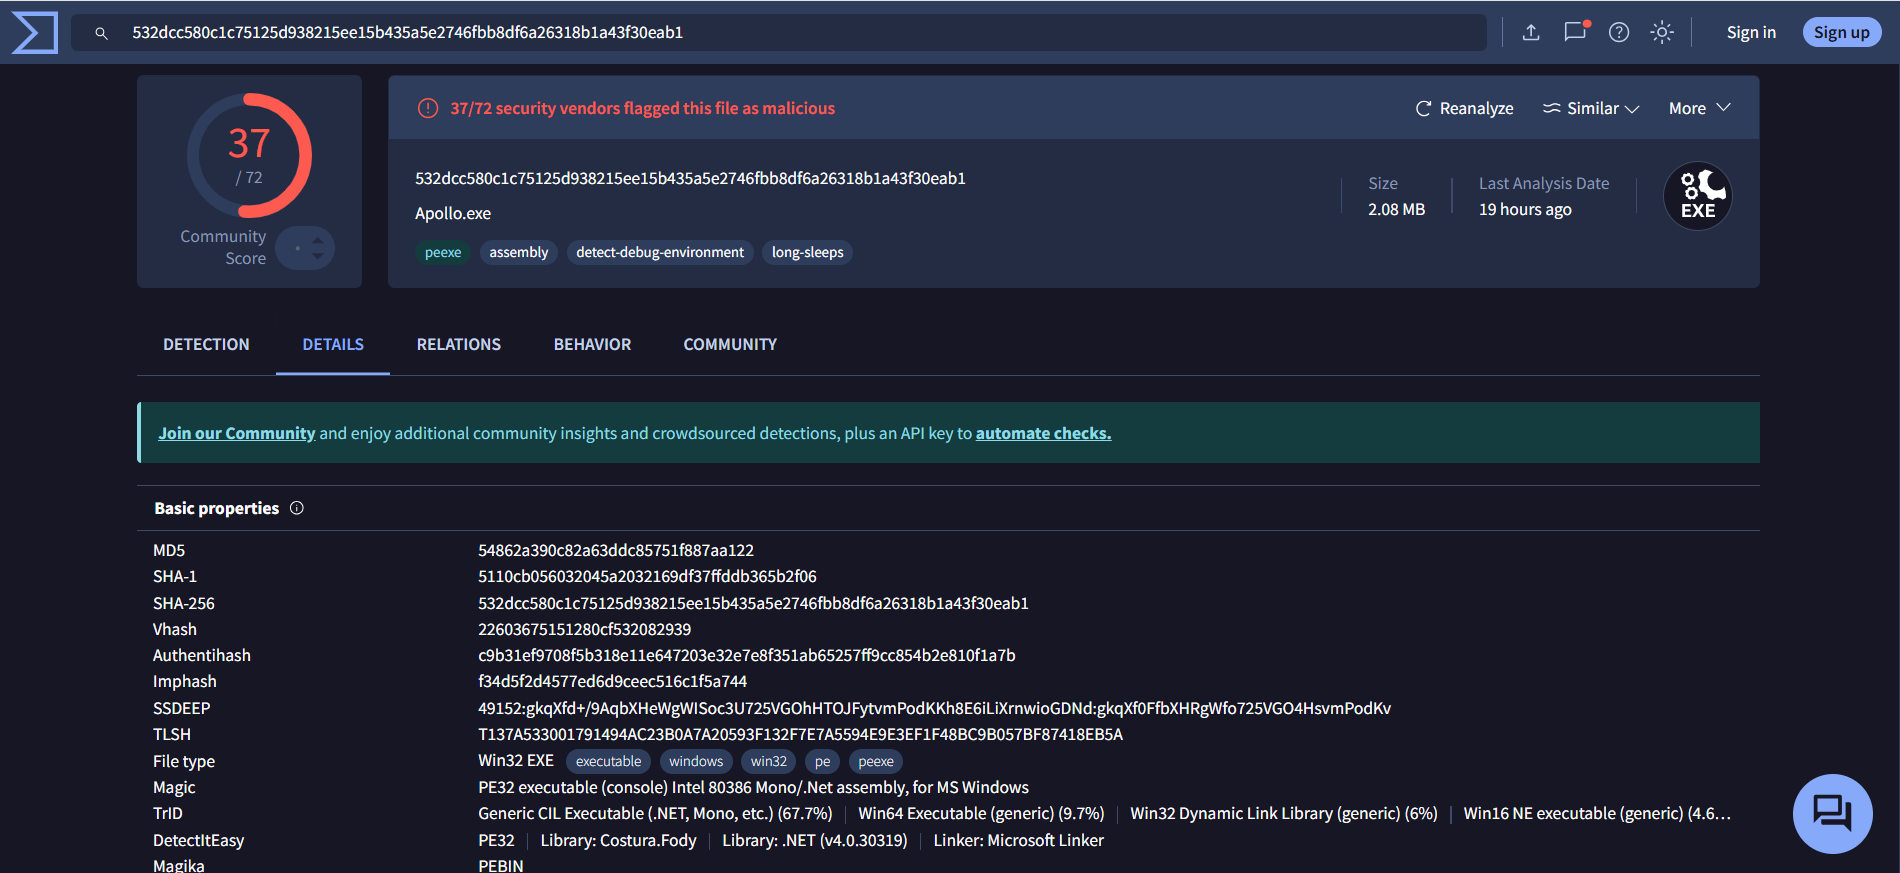 532dcc580c1c75125d938215ee15b435a5e2746fbb8df6a26318b1a43f30eab1
Sign in
Sign up
37
/ 72
Community Score
37/72 security vendors flagged this file as malicious
Reanalyze
Similar
More
532dcc580c1c75125d938215ee15b435a5e2746fbb8df6a26318b1a43f30eab1
Apollo.exe
peexe assembly detect-debug-environment long-sleeps
Size
2.08 MB
Last Analysis Date
19 hours ago
EXE
DETECTION DETAILS RELATIONS BEHAVIOR COMMUNITY
Join our Community and enjoy additional community insights and crowdsourced detections, plus an API key to automate checks.
Basic properties
MD5 54862a390c82a63ddc85751f887aa122
SHA-1 5110cb056032045a2032169df37ffddb365b2f06
SHA-256 532dcc580c1c75125d938215ee15b435a5e2746fbb8df6a26318b1a43f30eab1
Vhash 22603675151280cf532082939
Authentihash c9b31ef9708f5b318e11e647203e32e7e8f351ab65257ff9cc854b2e810f1a7b
Imphash f34d5f2d4577ed6d9ceec516c1f5a744
SSDEEP 49152:gkqXfd+/9AqbXHeWgWISoc3U725VGOhHTOJFytvmPodKKh8E6iLiXrnwioGDNd:gkqXf0FfbXHRgWfo725VGO4HsvmPodKv
TLSH T137A533001791494AC23B0A7A20593F132F7E7A5594E9E3EF1F48BC9B057BF87418EB5A
File type Win32 EXE executable windows win32 pe peexe
Magic PE32 executable (console) Intel 80386 Mono/.Net assembly, for MS Windows
TrID Generic CIL Executable (.NET, Mono, etc.) (67.7%) Win64 Executable (generic) (9.7%) Win32 Dynamic Link Library (generic) (6%) Win16 NE executable (generic) (4.6…
DetectItEasy PE32 Library: Costura.Fody Library: .NET (v4.0.30319) Linker: Microsoft Linker
Magika PEBIN